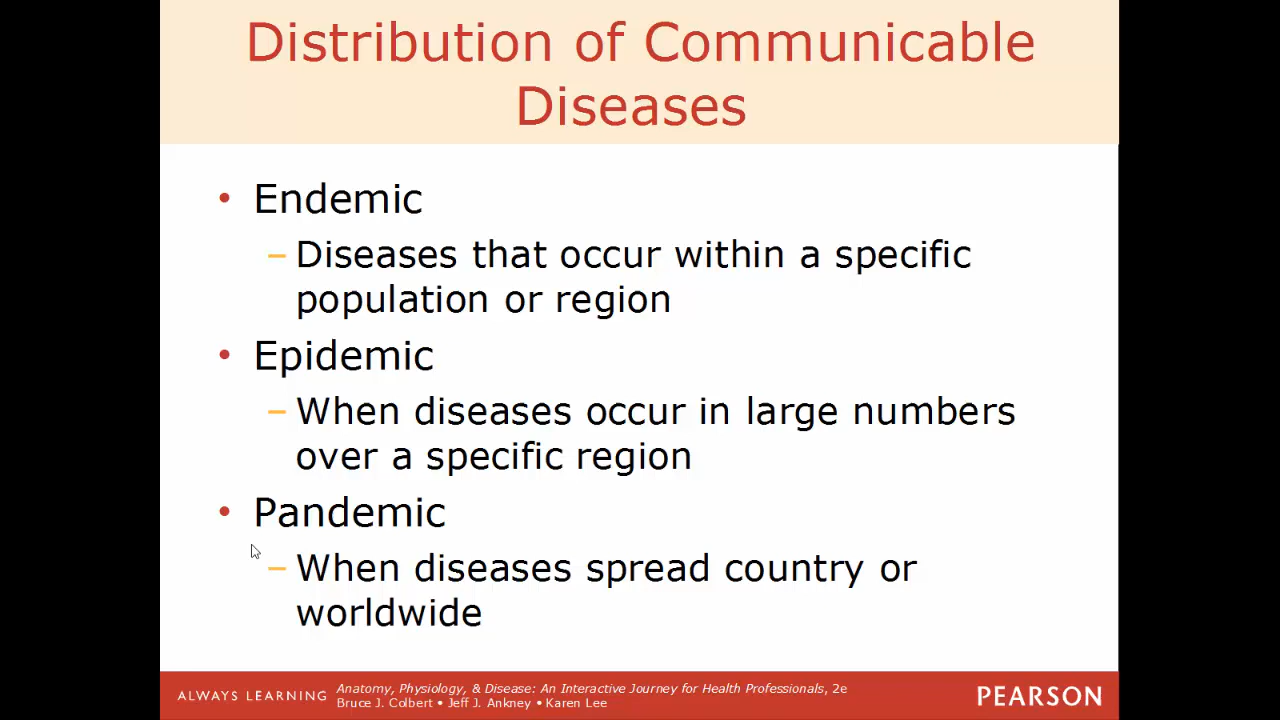 Distribution of Communicable
Diseases
• Endemic
– Diseases that occur within a specific
population or region
• Epidemic
– When diseases occur in large numbers
over a specific region
• Pandemic
– When diseases spread country or
worldwide
ALWAYS LEARNING
Anatomy, Physiology, & Disease: An Interactive Journey for Health Professionals, 2e
Bruce J. Colbert • Jeff J. Ankney • Karen Lee
PEARSON